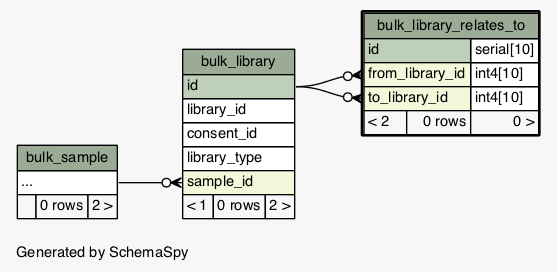 bulk_library_relates_to
id serial[10]
from_library_id int4[10]
to_library_id int4[10]
< 2 0 rows 0 >
bulk_library
id
library_id
consent_id
library_type
sample_id
< 1 0 rows 2 >
bulk_sample
...
0 rows 2 >
Generated by SchemaSpy